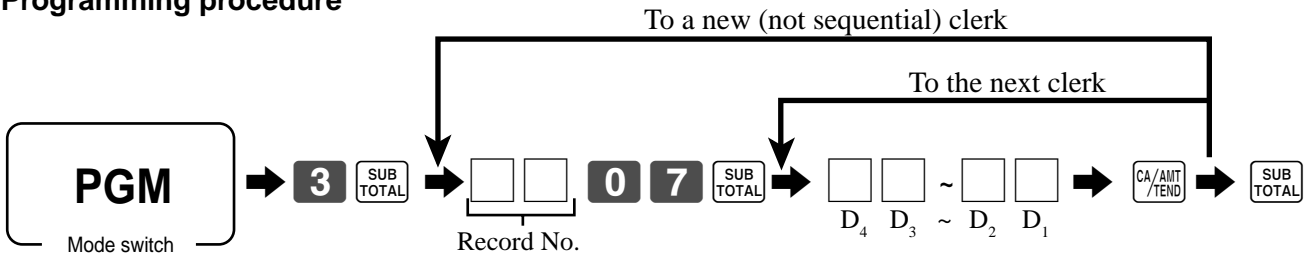 Programming procedure
To a new (not sequential) clerk
To the next clerk
PGM
Mode switch
3 SUB TOTAL
0 7 SUB TOTAL
~
CA/AMT /TEND
SUB TOTAL
Record No.
D4 D3 ~ D2 D1